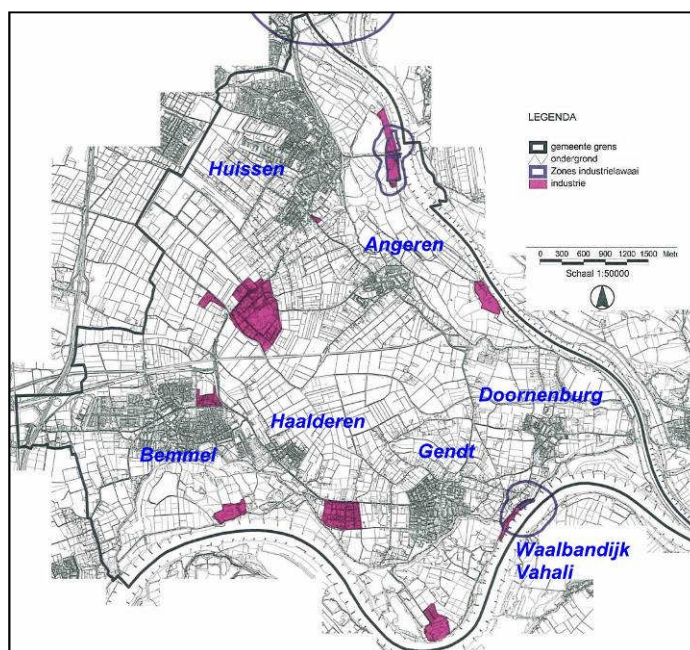 LEGENDA
gemeente grens
ondergrond
Zones industrielawaai
industrie
0 300 600 900 1200 1500 Mete
Schaal 1:50000
Huissen
Angeren
Doornenburg
Haalderen
Gendt
Bemmel
Waalbandijk
Vahali